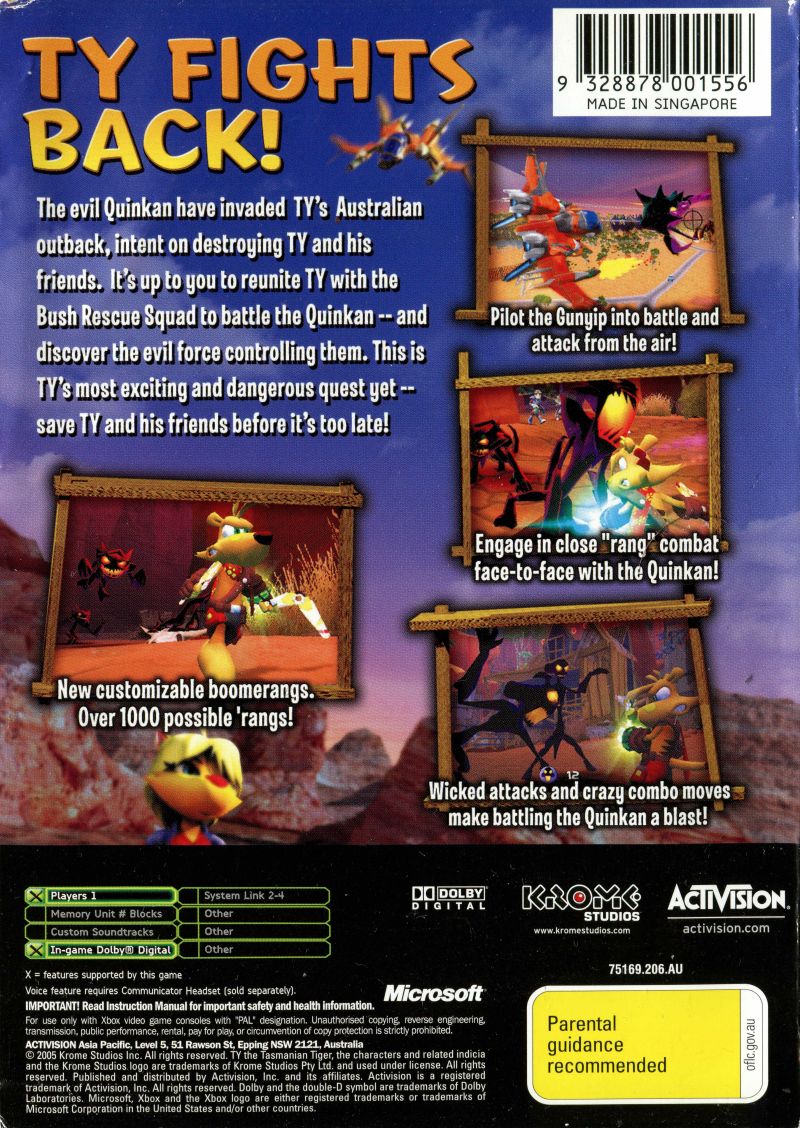 TY FIGHTS
BACK!
9 328878 001556
MADE IN SINGAPORE
The evil Quinkan have invaded TY's Australian
outback, intent on destroying TY and his
friends. It's up to you to reunite TY with the
Bush Rescue Squad to battle the Quinkan -- and
discover the evil force controlling them. This is
TY's most exciting and dangerous quest yet --
save TY and his friends before it's too late!
Pilot the Gunyip into battle and
attack from the air!
Engage in close "rang" combat
face-to-face with the Quinkan!
New customizable boomerangs.
Over 1000 possible 'rangs!
12
Wicked attacks and crazy combo moves
make battling the Quinkan a blast!
X Players 1
System Link 2-4
Memory Unit # Blocks
Other
Custom Soundtracks
Other
X In-game Dolby® Digital
Other
X = features supported by this game
Voice feature requires Communicator Headset (sold separately).
IMPORTANT! Read Instruction Manual for important safety and health information.
For use only with Xbox video game consoles with "PAL" designation. Unauthorised copying, reverse engineering,
transmission, public performance, rental, pay for play, or circumvention of copy protection is strictly prohibited.
ACTIVISION Asia Pacific, Level 5, 51 Rawson St, Epping NSW 2121, Australia
© 2005 Krome Studios Inc. All rights reserved. TY the Tasmanian Tiger, the characters and related indicia
and the Krome Studios logo are trademarks of Krome Studios Pty Ltd. and used under license. All rights
reserved. Published and distributed by Activision, Inc. and its affiliates. Activision is a registered
trademark of Activision, Inc. All rights reserved. Dolby and the double-D symbol are trademarks of Dolby
Laboratories. Microsoft, Xbox and the Xbox logo are either registered trademarks or trademarks of
Microsoft Corporation in the United States and/or other countries.
DOLBY
DIGITAL
KROME
STUDIOS
www.kromestudios.com
ACTIVISION.
activision.com
Microsoft
75169.206.AU
Parental
guidance
recommended
oflc.gov.au